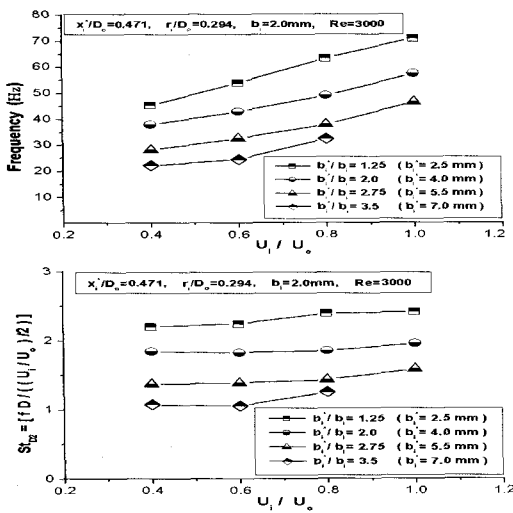 x_i'/D_o=0.471, r_i/D_o=0.294, b_i=2.0mm, Re=3000
80
70
60
50
40
30
20
10
Frequency (Hz)
b_i'/ b_i= 1.25 ( b_i'= 2.5 mm )
b_i'/ b_i= 2.0 ( b_i'= 4.0 mm )
b_i'/ b_i= 2.75 ( b_i'= 5.5 mm )
b_i'/ b_i= 3.5 ( b_i'= 7.0 mm )
0.2 0.4 0.6 0.8 1.0 1.2
U_i / U_o
x_i'/D_o=0.471, r_i/D_o=0.294, b_i=2.0mm, Re=3000
3
2
1
0
b_i'/ b_i= 1.25 ( b_i'= 2.5 mm )
b_i'/ b_i= 2.0 ( b_i'= 4.0 mm )
b_i'/ b_i= 2.75 ( b_i'= 5.5 mm )
b_i'/ b_i= 3.5 ( b_i'= 7.0 mm )
0.2 0.4 0.6 0.8 1.0 1.2
U_i / U_o